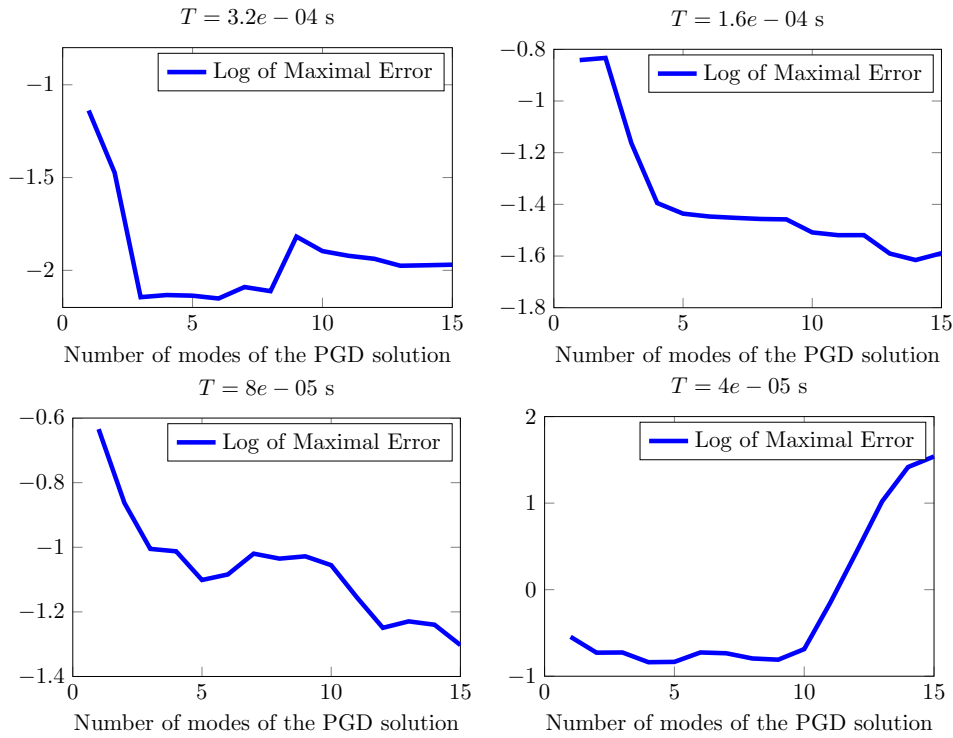 T = 3.2e − 04 s
Log of Maximal Error
−1
−1.5
−2
0 5 10 15
Number of modes of the PGD solution
T = 1.6e − 04 s
Log of Maximal Error
−0.8
−1
−1.2
−1.4
−1.6
−1.8
0 5 10 15
Number of modes of the PGD solution
T = 8e − 05 s
Log of Maximal Error
−0.6
−0.8
−1
−1.2
−1.4
0 5 10 15
Number of modes of the PGD solution
T = 4e − 05 s
Log of Maximal Error
2
1
0
−1
0 5 10 15
Number of modes of the PGD solution